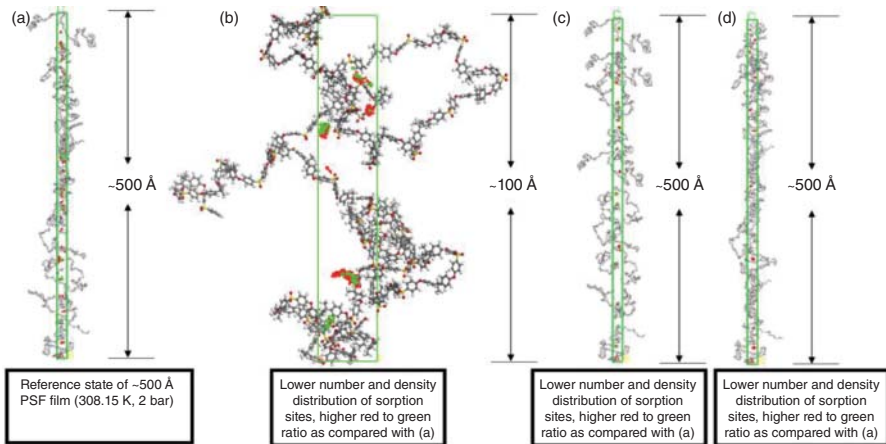 (a)
(b)
(c)
(d)
~500 Å
~100 Å
~500 Å
~500 Å
Reference state of ~500 Å
PSF film (308.15 K, 2 bar)
Lower number and density
distribution of sorption
sites, higher red to green
ratio as compared with (a)
Lower number and density
distribution of sorption
sites, higher red to green
ratio as compared with (a)
Lower number and density
distribution of sorption
sites, higher red to green
ratio as compared with (a)